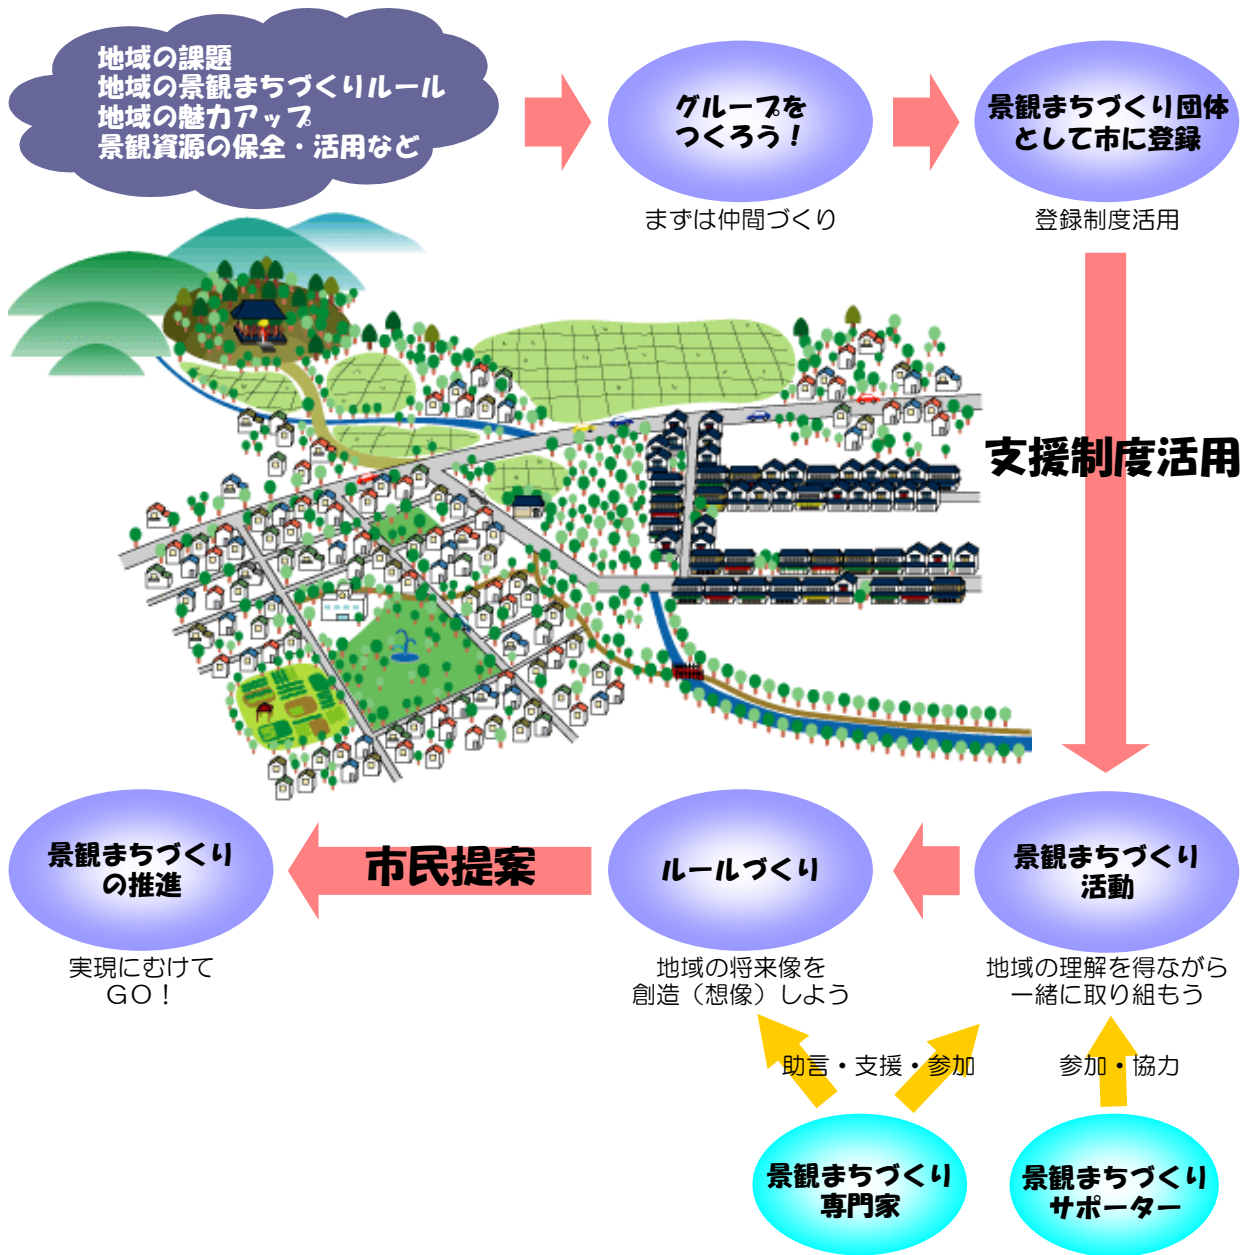 地域の課題
地域の景観まちづくりルール
地域の魅力アップ
景観資源の保全・活用など
グループを
つくろう！
まずは仲間づくり
景観まちづくり団体
として市に登録
登録制度活用
支援制度活用
景観まちづくり
活動
地域の理解を得ながら
一緒に取り組もう
ルールづくり
地域の将来像を
創造（想像）しよう
市民提案
景観まちづくり
の推進
実現にむけて
ＧＯ！
助言・支援・参加
参加・協力
景観まちづくり
専門家
景観まちづくり
サポーター